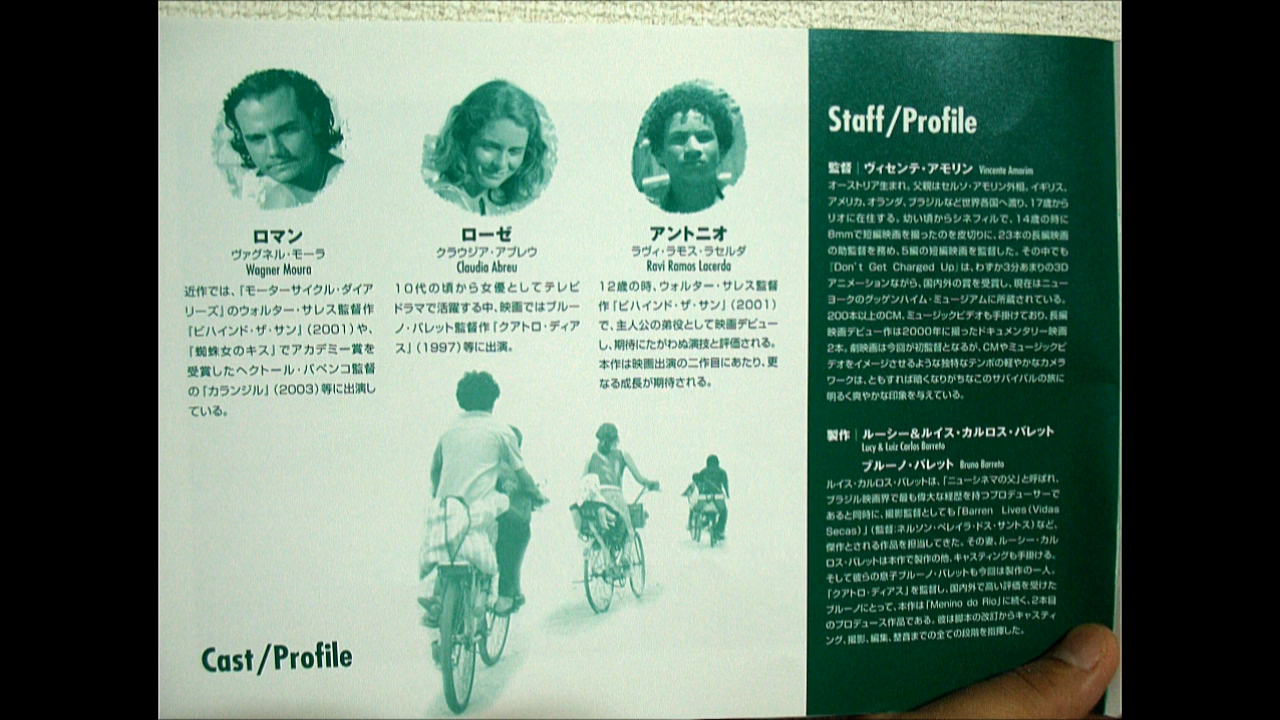 ロマン
ヴァグネル・モーラ
Wagner Moura
近作では、「モーターサイクル・ダイア
リーズ」のウォルター・サレス監督作
『ビハインド・ザ・サン』(2001)や、
『蜘蛛女のキス』でアカデミー賞を
受賞したヘクトール・バベンコ監督
の『カランジル』(2003)等に出演し
ている。
ローゼ
クラウジア・アブレウ
Claudia Abreu
10代の頃から女優としてテレビ
ドラマで活躍する中、映画ではブルー
ノ・バレット監督作『クアトロ・ディア
ス』(1997)等に出演。
アントニオ
ラヴィ・ラモス・ラセルダ
Ravi Ramos Lacerda
12歳の時、ウォルター・サレス監督
作『ビハインド・ザ・サン』(2001)
で、主人公の弟役として映画デビュー
し、期待にたがわぬ演技と評価される。
本作は映画出演の二作目にあたり、更
なる成長が期待される。
Cast/Profile
Staff/Profile
監督｜ヴィセンテ・アモリン Vincente Amorim
オーストリア生まれ。父親はセルソ・アモリン外相。イギリス、
アメリカ、オランダ、ブラジルなど世界各国へ渡り、17歳から
リオに在住する。幼い頃からシネフィルで、14歳の時に
8mmで短編映画を撮ったのを皮切りに、23本の長編映画
の助監督を務め、5編の短編映画を監督した。その中でも
『Don't Get Charged Up』は、わずか3分あまりの3D
アニメーションながら、国内外の賞を受賞し、現在はニュー
ヨークのグッゲンハイム・ミュージアムに所蔵されている。
200本以上のCM、ミュージックビデオも手掛けており、長編
映画デビュー作は2000年に撮ったドキュメンタリー映画
2本。劇映画は今回が初監督となるが、CMやミュージックビ
デオをイメージさせるような独特なテンポの軽やかなカメラ
ワークは、ともすれば暗くなりがちなこのサバイバルの旅に
明るく爽やかな印象を与えている。
製作｜ルーシー&ルイス・カルロス・バレット
Lucy & Luiz Carlos Barreto
ブルーノ・バレット Bruno Barreto
ルイス・カルロス・バレットは、「ニューシネマの父」と呼ばれ、
ブラジル映画界で最も偉大な経歴を持つプロデューサーで
あると同時に、撮影監督としても「Barren Lives(Vidas
Secas)」(監督:ネルソン・ペレイラ・ドス・サントス)など、
傑作とされる作品を担当してきた。その妻、ルーシー・カル
ロス・バレットは本作で製作の他、キャスティングも手掛ける。
そして彼らの息子ブルーノ・バレットも今回は製作の一人。
「クアトロ・ディアス」を監督し、国内外で高い評価を受けた
ブルーノにとって、本作は「Menino do Rio」に続く、2本目
のプロデュース作品である。彼は脚本の改訂からキャスティ
ング、撮影、編集、整音までの全ての段階を指揮した。